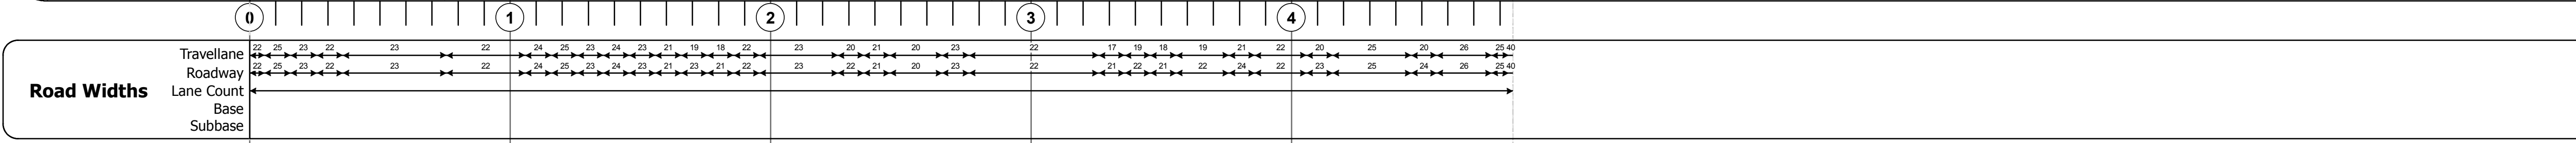 0 1 2 3 4
Travellane 22 25 23 22 23 22 24 25 23 24 23 21 19 18 22 23 20 21 20 23 22 17 19 18 19 21 22 20 25 20 26 25 40
Roadway 22 25 23 22 23 22 24 25 23 24 23 21 23 21 22 23 22 21 20 23 22 21 22 21 22 24 22 23 25 24 26 25 40
Road Widths Lane Count
Base
Subbase